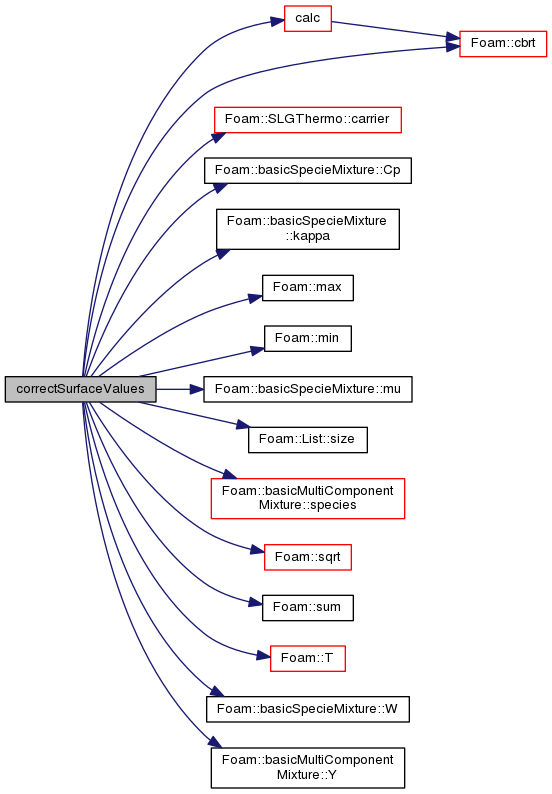 calc
Foam::cbrt
Foam::SLGThermo::carrier
Foam::basicSpecieMixture::Cp
Foam::basicSpecieMixture
::kappa
Foam::max
Foam::min
correctSurfaceValues
Foam::basicSpecieMixture::mu
Foam::List::size
Foam::basicMultiComponent
Mixture::species
Foam::sqrt
Foam::sum
Foam::T
Foam::basicSpecieMixture::W
Foam::basicMultiComponent
Mixture::Y